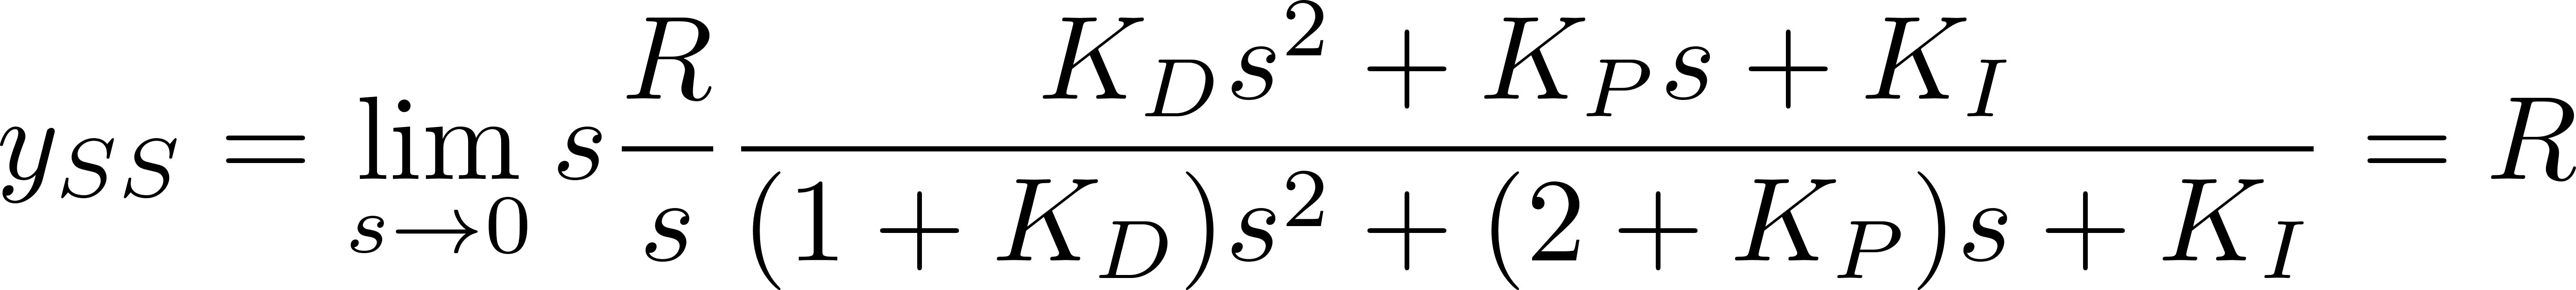 y_{SS} = \lim_{s \to 0} s \frac{R}{s} \frac{K_D s^2 + K_P s + K_I}{(1 + K_D)s^2 + (2 + K_P)s + K_I} = R